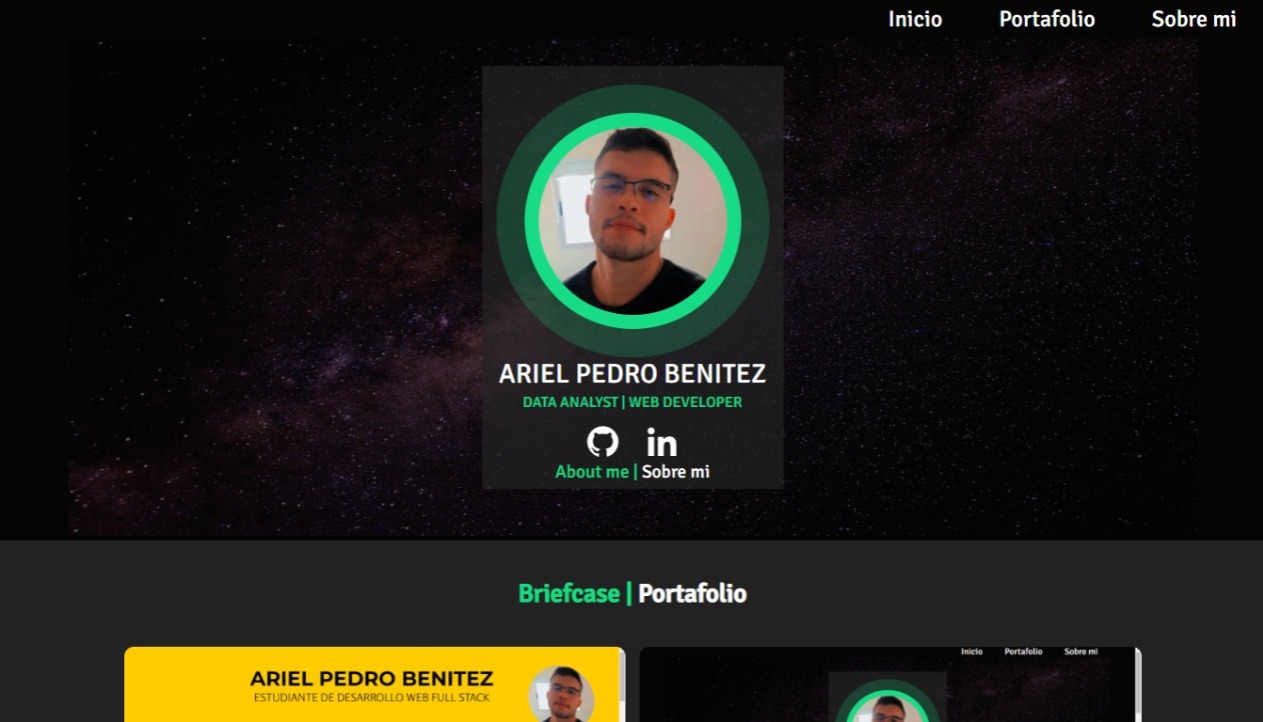 Inicio Portafolio Sobre mi
ARIEL PEDRO BENITEZ
DATA ANALYST | WEB DEVELOPER
in
About me | Sobre mi
Briefcase | Portafolio
ARIEL PEDRO BENITEZ
ESTUDIANTE DE DESARROLLO WEB FULL STACK
Inicio Portafolio Sobre mi